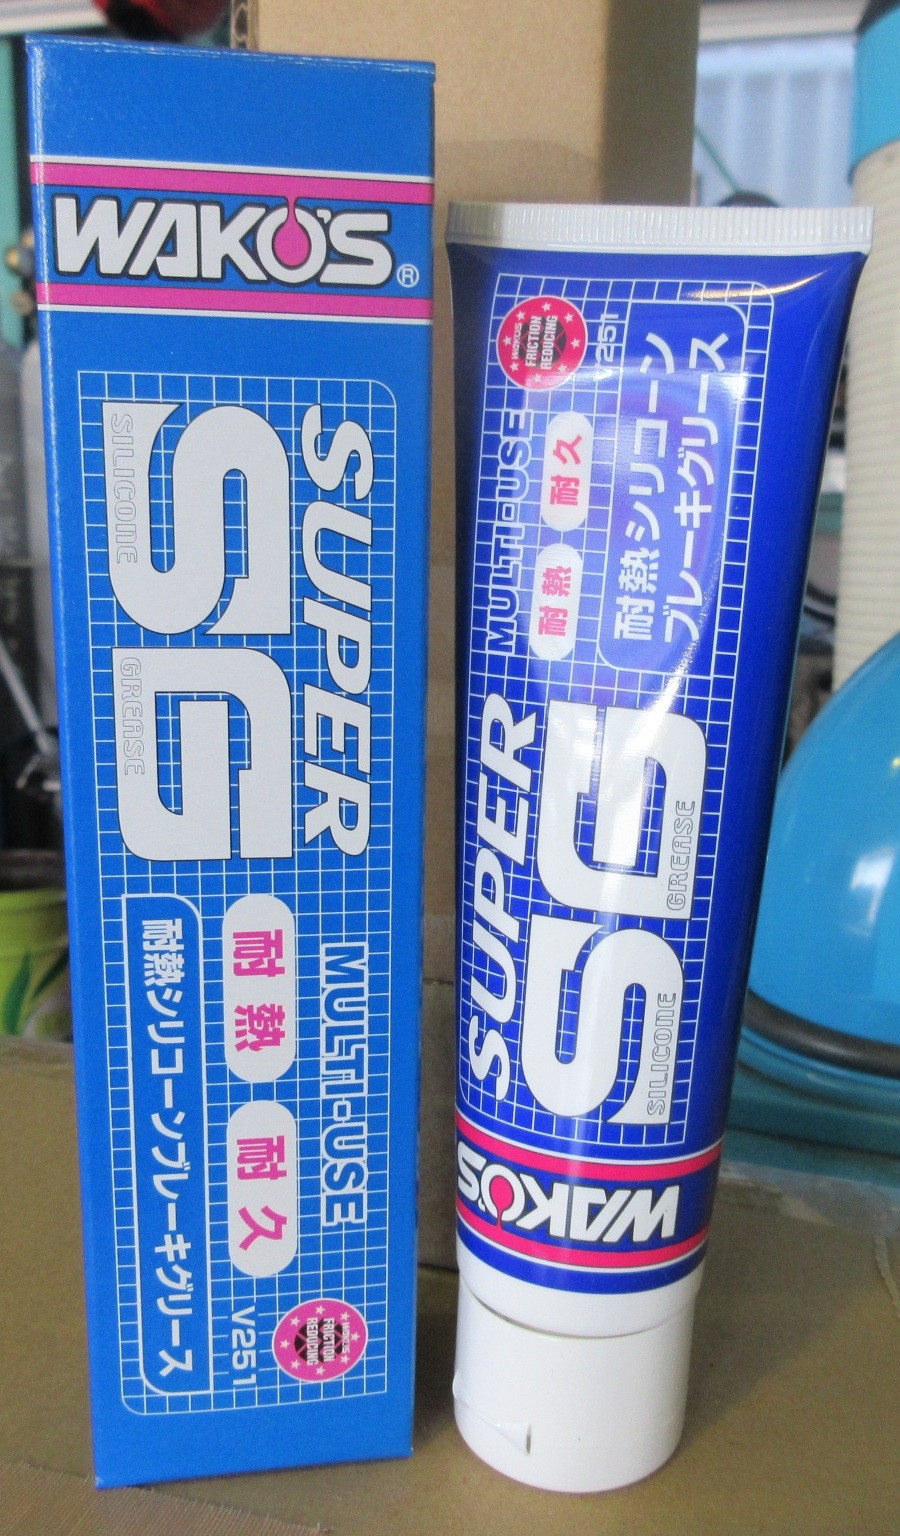 WAKO'S®
SUPER
SG
SILICONE
GREASE
MULTI-USE
耐熱
耐久
耐熱シリコーンブレーキグリース
V251
WAKO'S
FRICTION
REDUCING
WAKO'S
SUPER
SG
SILICONE
GREASE
MULTI-USE
耐熱
耐久
耐熱シリコーン
ブレーキグリース
251
WAKO'S
FRICTION
REDUCING